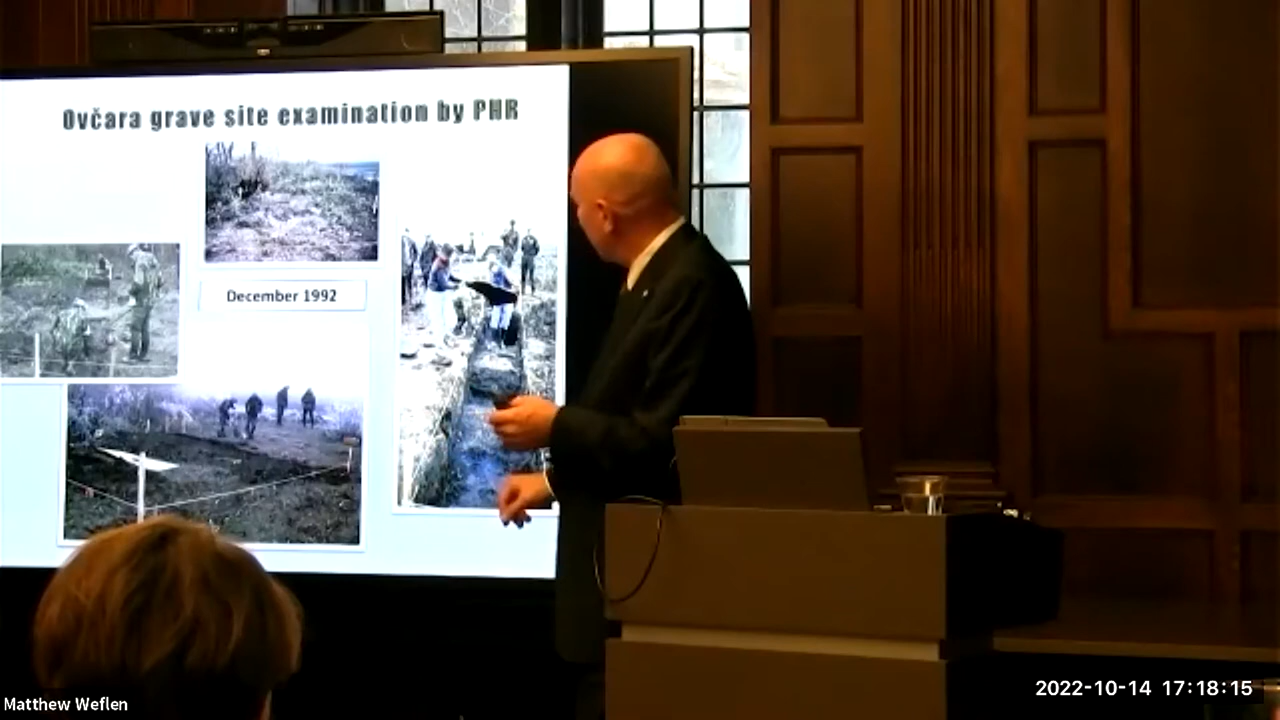 Ovčara grave site examination by PHR
December 1992
Matthew Weflen
2022-10-14 17:18:15